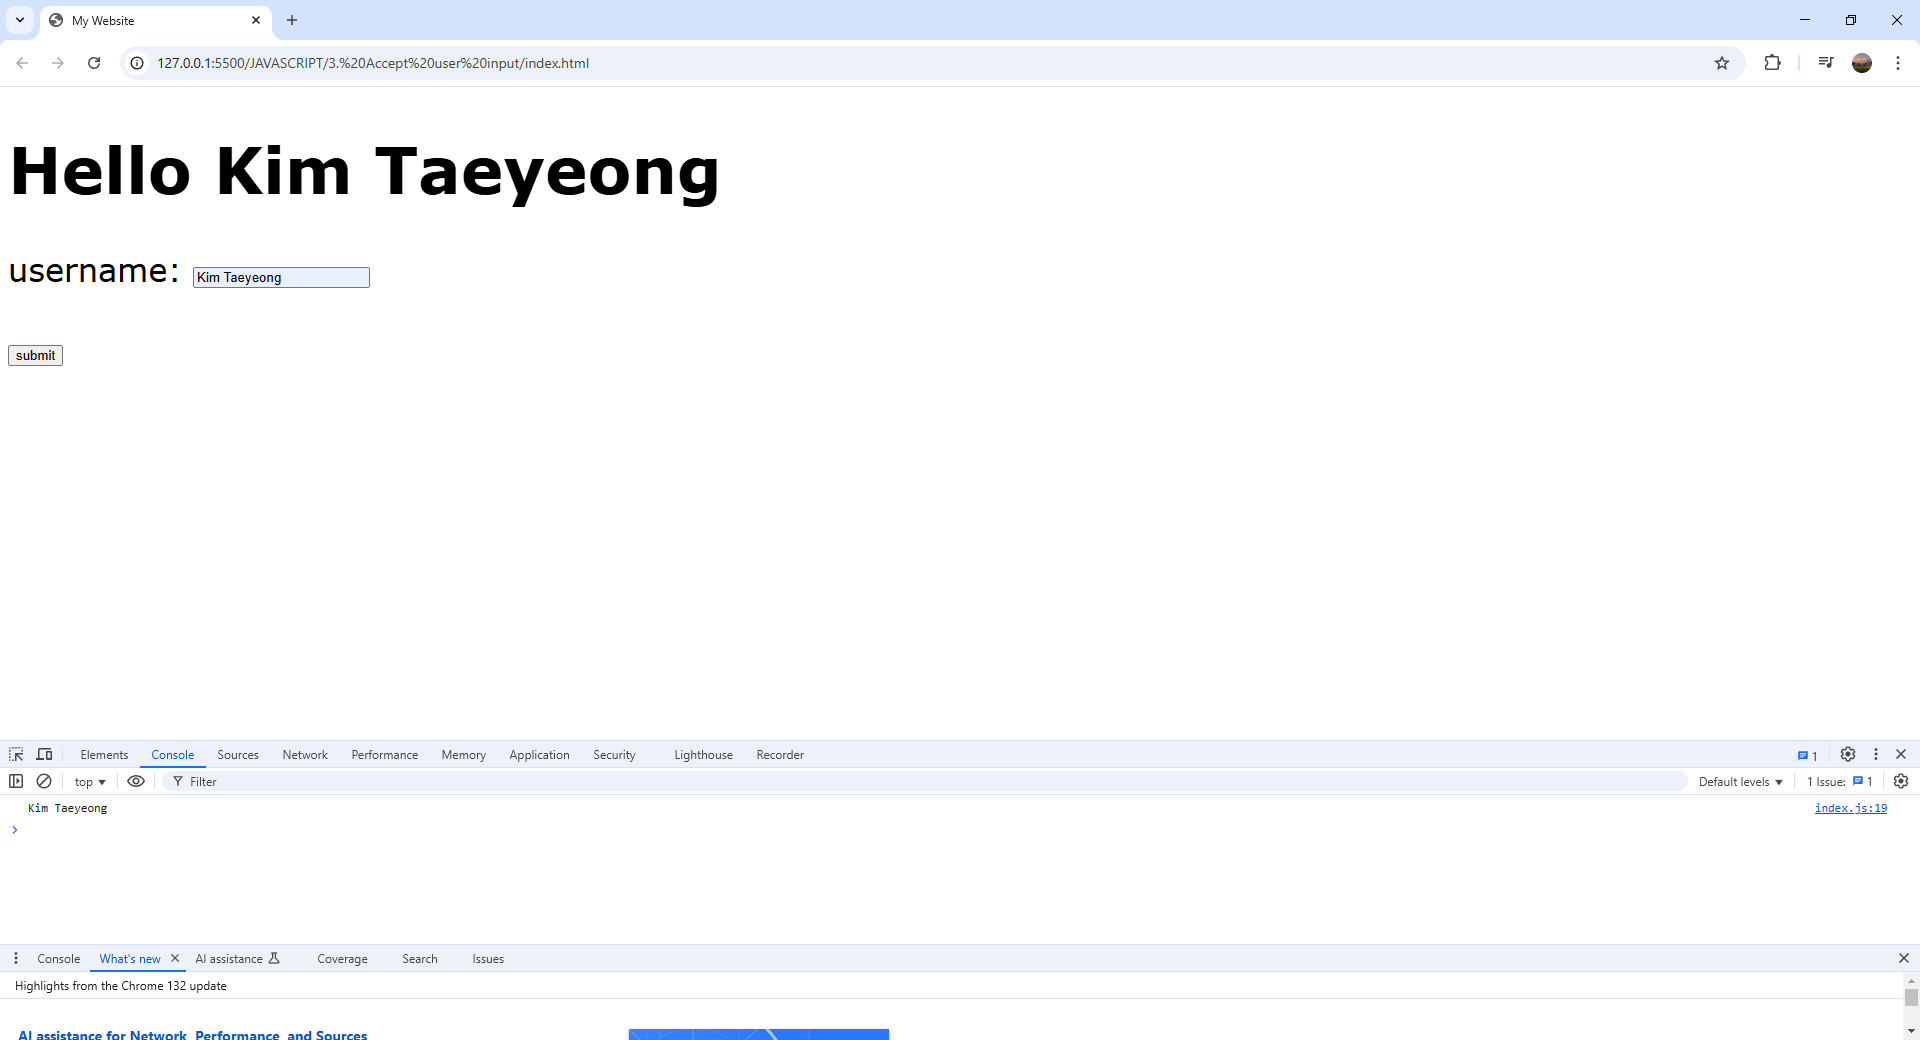 My Website
127.0.0.1:5500/JAVASCRIPT/3.%20Accept%20user%20input/index.html
Hello Kim Taeyeong
username: Kim Taeyeong
submit
Elements Console Sources Network Performance Memory Application Security Lighthouse Recorder 1
top Filter Default levels 1 Issue: 1
Kim Taeyeong index.js:19
Console What's new AI assistance Coverage Search Issues
Highlights from the Chrome 132 update
AI assistance for Network, Performance, and Sources